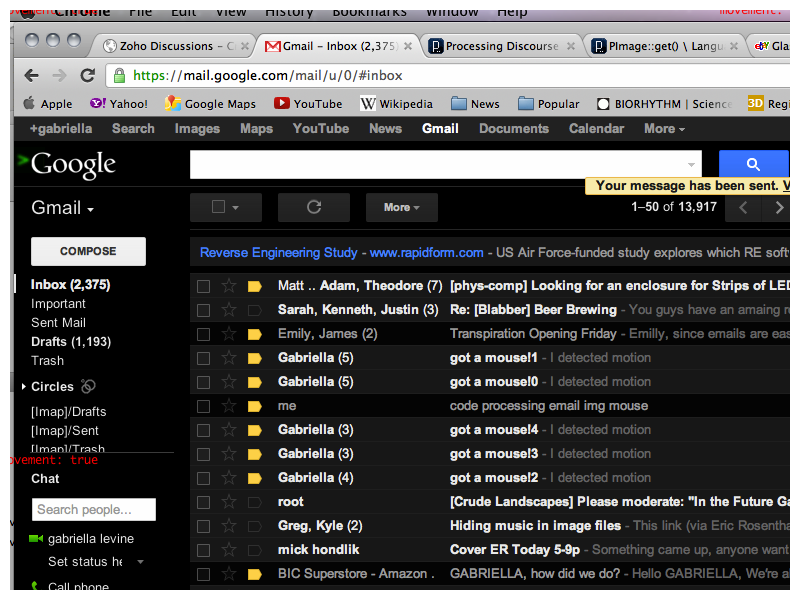 Chrome File Edit View History Bookmarks Window Help
movement:
Zoho Discussions - C
Gmail - Inbox (2,375)
Processing Discourse
PImage::get() \ Langu
ebY Gla
https://mail.google.com/mail/u/0/#inbox
Apple Yahoo! Google Maps YouTube Wikipedia News Popular BIORHYTHM | Science 3D Regi
+gabriella Search Images Maps YouTube News Gmail Documents Calendar More
>Google
Your message has been sent. V
Gmail
More
1–50 of 13,917
COMPOSE
Reverse Engineering Study - www.rapidform.com - US Air Force-funded study explores which RE softw
Inbox (2,375)
Important
Sent Mail
Drafts (1,193)
Trash
Circles
[Imap]/Drafts
[Imap]/Sent
[Imap]/Trash
ovement: true
Chat
Search people...
gabriella levine
Set status he
Call phone
Matt .. Adam, Theodore (7) [phys-comp] Looking for an enclosure for Strips of LED
Sarah, Kenneth, Justin (3) Re: [Blabber] Beer Brewing - You guys have an amaing re
Emily, James (2) Transpiration Opening Friday - Emilly, since emails are eas
Gabriella (5) got a mouse!1 - I detected motion
Gabriella (5) got a mouse!0 - I detected motion
me code processing email img mouse
Gabriella (3) got a mouse!4 - I detected motion
Gabriella (3) got a mouse!3 - I detected motion
Gabriella (4) got a mouse!2 - I detected motion
root [Crude Landscapes] Please moderate: "In the Future Ga
Greg, Kyle (2) Hiding music in image files - This link (via Eric Rosentha
mick hondlik Cover ER Today 5-9p - Something came up, anyone want
BIC Superstore - Amazon . GABRIELLA, how did we do? - Hello GABRIELLA, We're a